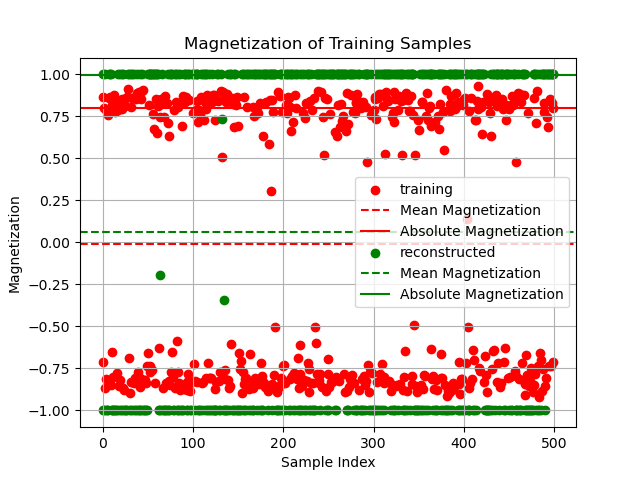 Magnetization of Training Samples
Magnetization
1.00
0.75
0.50
0.25
0.00
−0.25
−0.50
−0.75
−1.00
training
Mean Magnetization
Absolute Magnetization
reconstructed
Mean Magnetization
Absolute Magnetization
0
100
200
300
400
500
Sample Index